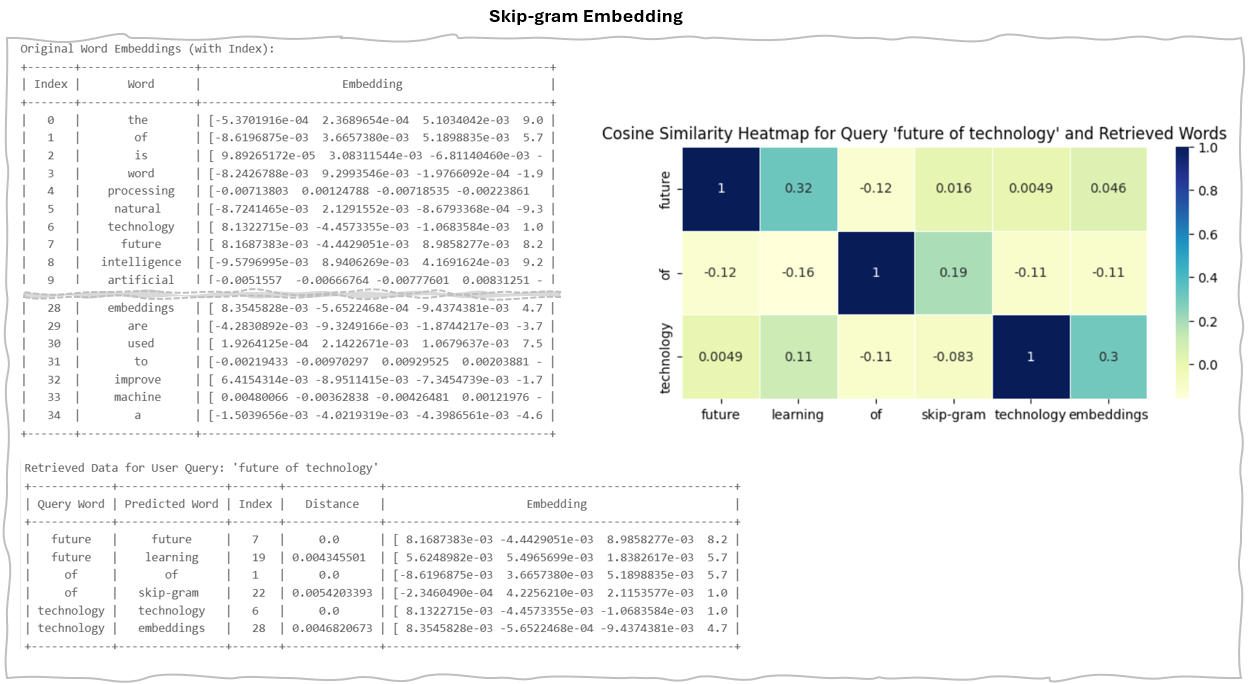 Skip-gram Embedding
Original Word Embeddings (with Index):
| Index | Word | Embedding |
| 0 | the | [-5.3701916e-04 2.3689654e-04 5.1034042e-03 9.0 |
| 1 | of | [-8.6196875e-03 3.6657380e-03 5.1898835e-03 5.7 |
| 2 | is | [ 9.89265172e-05 3.08311544e-03 -6.81140460e-03 - |
| 3 | word | [-8.2426788e-03 9.2993546e-03 -1.9766092e-04 -1.9 |
| 4 | processing | [-0.00713803 0.00124788 -0.00718535 -0.00223861 |
| 5 | natural | [-8.7241465e-03 2.1291552e-03 -8.6793368e-04 -9.3 |
| 6 | technology | [ 8.1322715e-03 -4.4573355e-03 -1.0683584e-03 1.0 |
| 7 | future | [ 8.1687383e-03 -4.4429051e-03 8.9858277e-03 8.2 |
| 8 | intelligence | [-9.5796995e-03 8.9406269e-03 4.1691624e-03 9.2 |
| 9 | artificial | [-0.0051557 -0.00666764 -0.00777601 0.00831251 - |
| 28 | embeddings | [ 8.3545828e-03 -5.6522468e-04 -9.4374381e-03 4.7 |
| 29 | are | [-4.2830892e-03 -9.3249166e-03 -1.8744217e-03 -3.7 |
| 30 | used | [ 1.9264125e-04 2.1422671e-03 1.0679637e-03 7.5 |
| 31 | to | [-0.00219433 -0.00970297 0.00929525 0.00203881 - |
| 32 | improve | [ 6.4154314e-04 -8.9511415e-03 -7.3454739e-03 -1.7 |
| 33 | machine | [ 0.00480066 -0.00362838 -0.00426481 0.00121976 - |
| 34 | a | [-1.5039656e-04 -4.0219319e-03 -4.3986561e-03 -4.6 |
Cosine Similarity Heatmap for Query 'future of technology' and Retrieved Words
future 1 0.32 -0.12 0.016 0.0049 0.046
of -0.12 -0.16 1 0.19 -0.11 -0.11
technology 0.0049 0.11 -0.11 -0.083 1 0.3
future learning of skip-gram technology embeddings
1.0
0.8
0.6
0.4
0.2
0.0
Retrieved Data for User Query: 'future of technology'
| Query Word | Predicted Word | Index | Distance | Embedding |
| future | future | 7 | 0.0 | [ 8.1687383e-03 -4.4429051e-03 8.9858277e-03 8.2 |
| future | learning | 19 | 0.004345501 | [ 5.6248982e-03 5.4965699e-03 1.8382617e-03 5.7 |
| of | of | 1 | 0.0 | [-8.6196875e-03 3.6657380e-03 5.1898835e-03 5.7 |
| of | skip-gram | 22 | 0.0054203393 | [-2.3460490e-04 4.2256210e-03 2.1153577e-03 1.0 |
| technology | technology | 6 | 0.0 | [ 8.1322715e-03 -4.4573355e-03 -1.0683584e-03 1.0 |
| technology | embeddings | 28 | 0.0046820673 | [ 8.3545828e-03 -5.6522468e-04 -9.4374381e-03 4.7 |